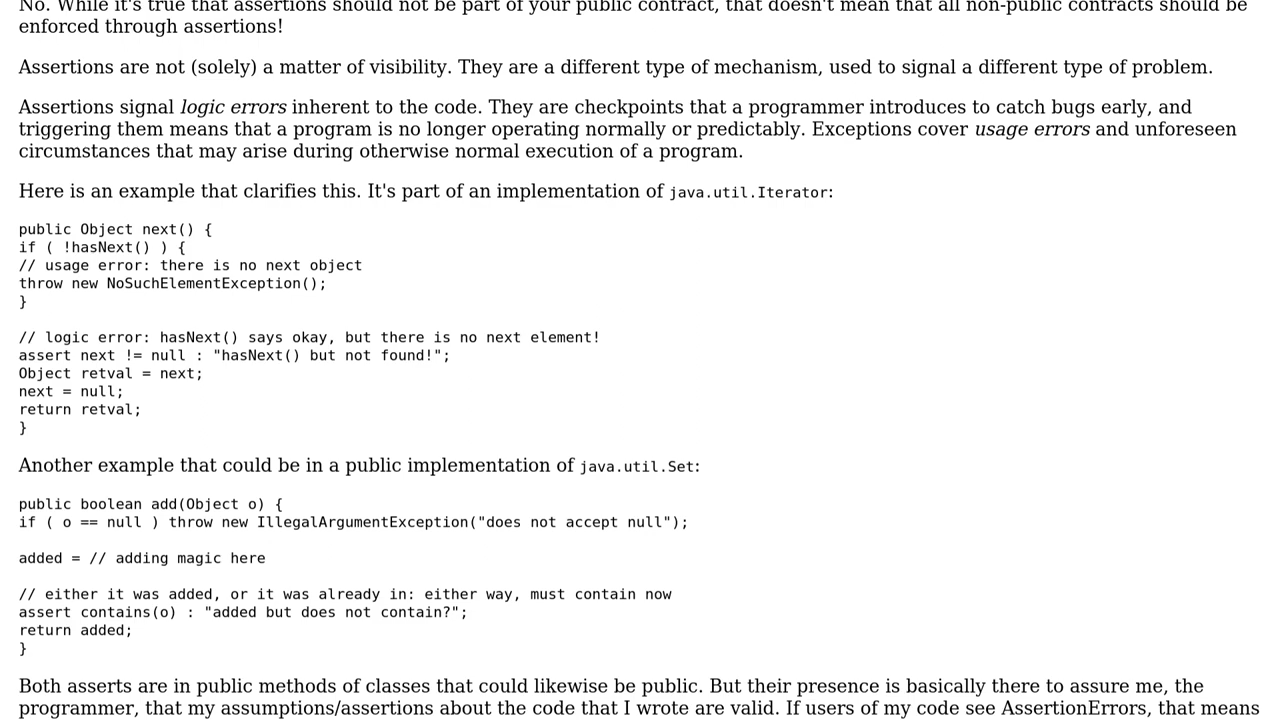 No. While it's true that assertions should not be part of your public contract, that doesn't mean that all non-public contracts should be
enforced through assertions!
Assertions are not (solely) a matter of visibility. They are a different type of mechanism, used to signal a different type of problem.
Assertions signal logic errors inherent to the code. They are checkpoints that a programmer introduces to catch bugs early, and
triggering them means that a program is no longer operating normally or predictably. Exceptions cover usage errors and unforeseen
circumstances that may arise during otherwise normal execution of a program.
Here is an example that clarifies this. It's part of an implementation of java.util.Iterator:
public Object next() {
if ( !hasNext() ) {
// usage error: there is no next object
throw new NoSuchElementException();
}
// logic error: hasNext() says okay, but there is no next element!
assert next != null : "hasNext() but not found!";
Object retval = next;
next = null;
return retval;
}
Another example that could be in a public implementation of java.util.Set:
public boolean add(Object o) {
if ( o == null ) throw new IllegalArgumentException("does not accept null");
added = // adding magic here
// either it was added, or it was already in: either way, must contain now
assert contains(o) : "added but does not contain?";
return added;
}
Both asserts are in public methods of classes that could likewise be public. But their presence is basically there to assure me, the
programmer, that my assumptions/assertions about the code that I wrote are valid. If users of my code see AssertionErrors, that means